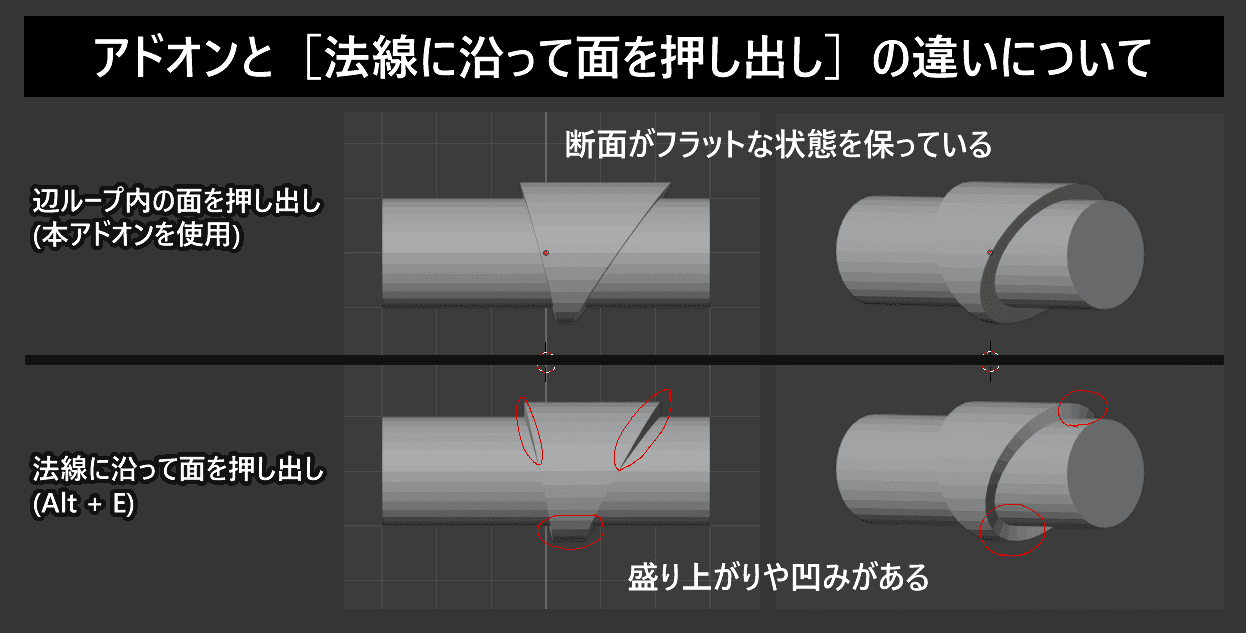 アドオンと［法線に沿って面を押し出し］の違いについて
断面がフラットな状態を保っている
辺ループ内の面を押し出し
(本アドオンを使用)
法線に沿って面を押し出し
(Alt + E)
盛り上がりや凹みがある